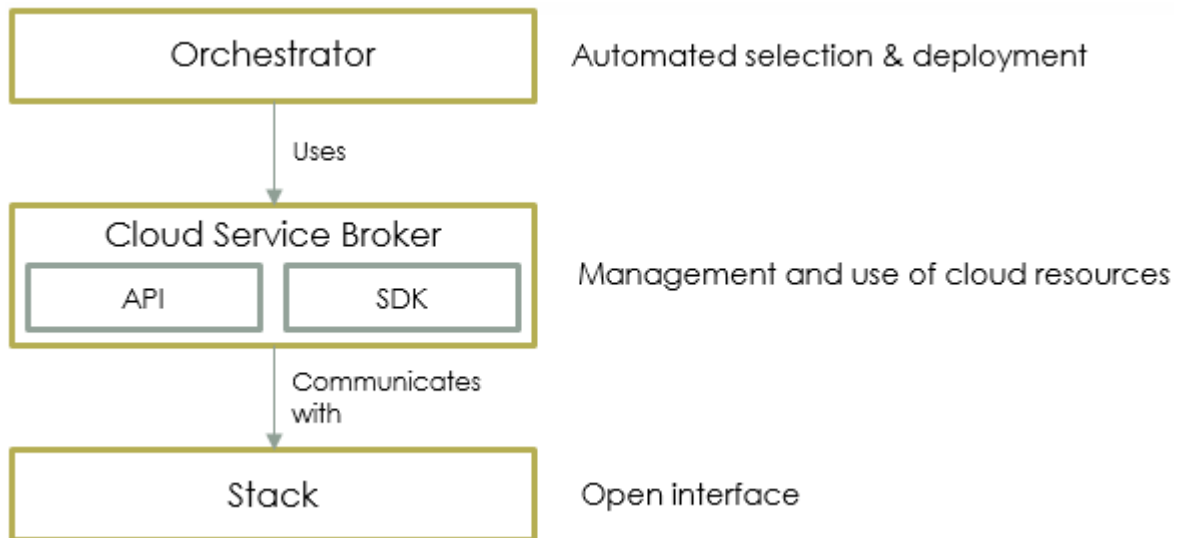 Orchestrator
Automated selection & deployment
Uses
Cloud Service Broker
API
SDK
Management and use of cloud resources
Communicates
with
Stack
Open interface